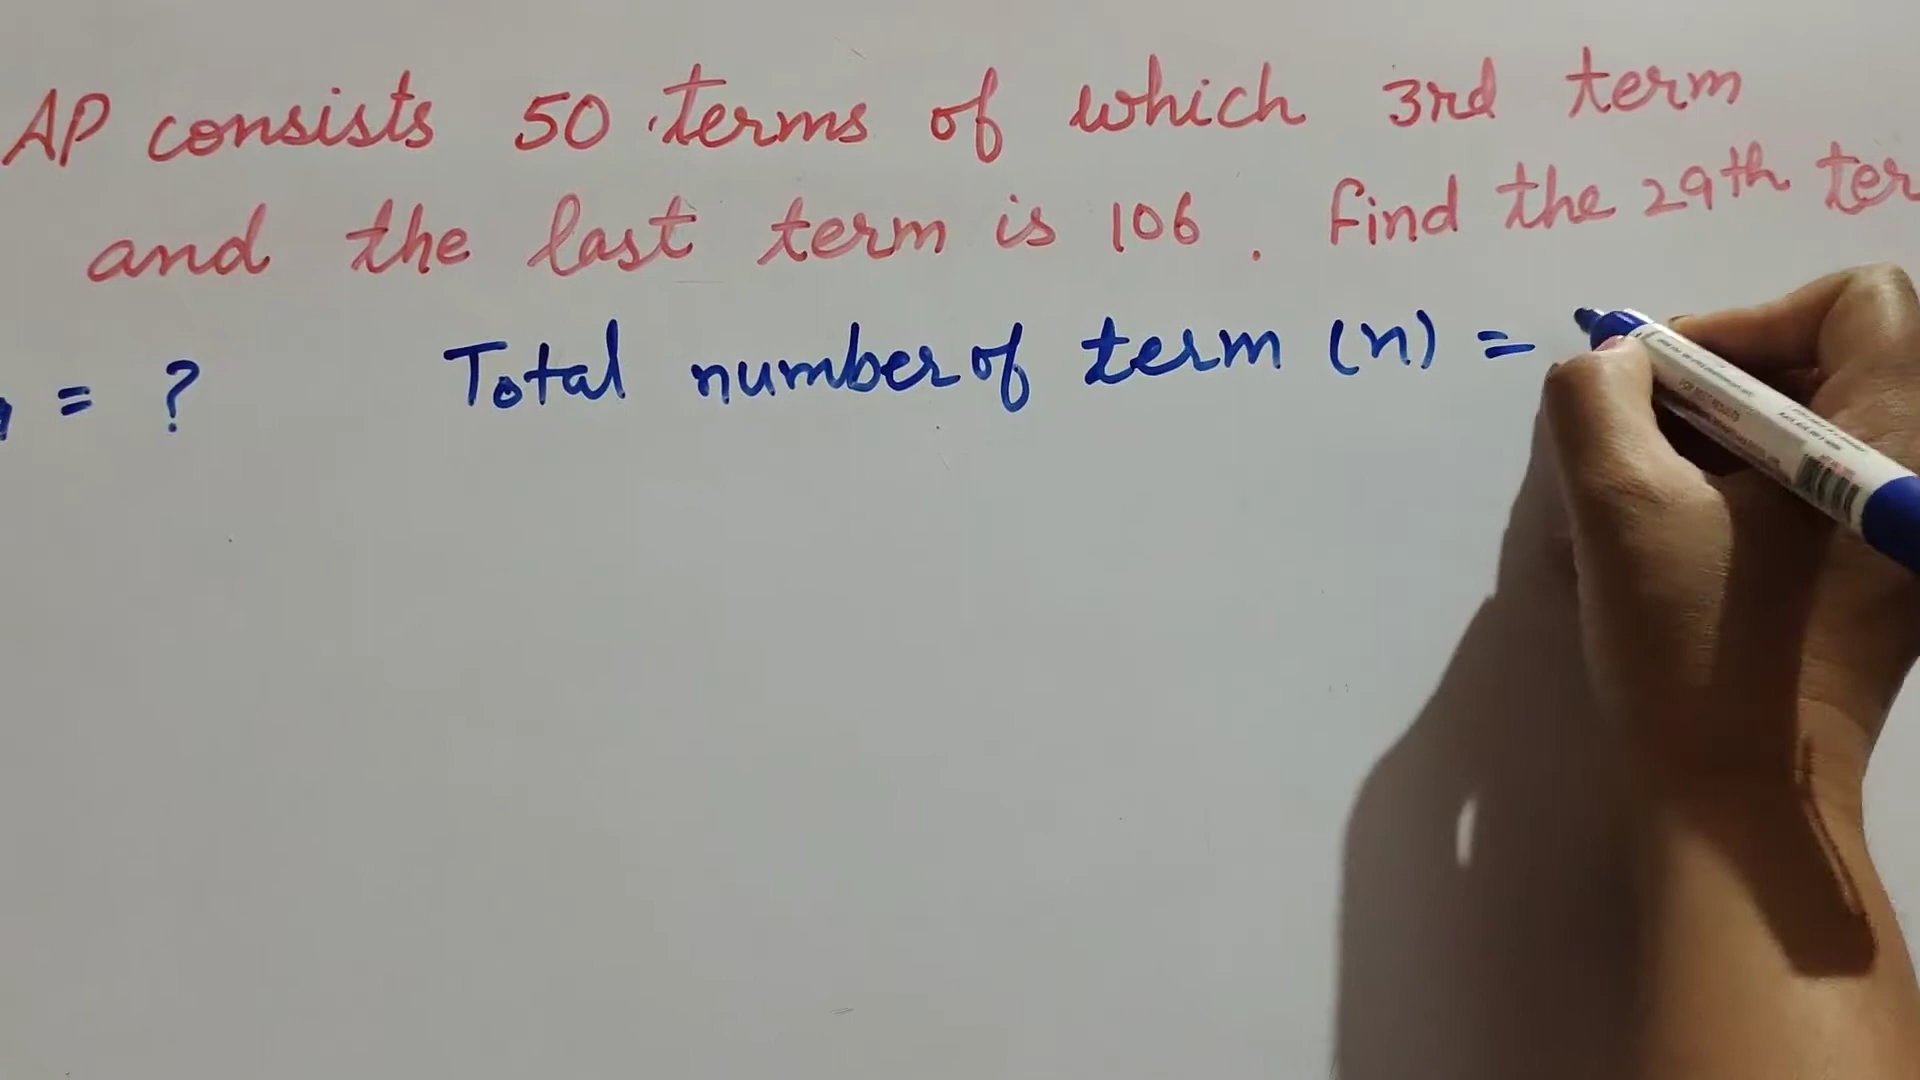 AP consists 50 terms of which 3rd term
and the last term is 106. Find the 29th ter
= ? Total number of term (n) =